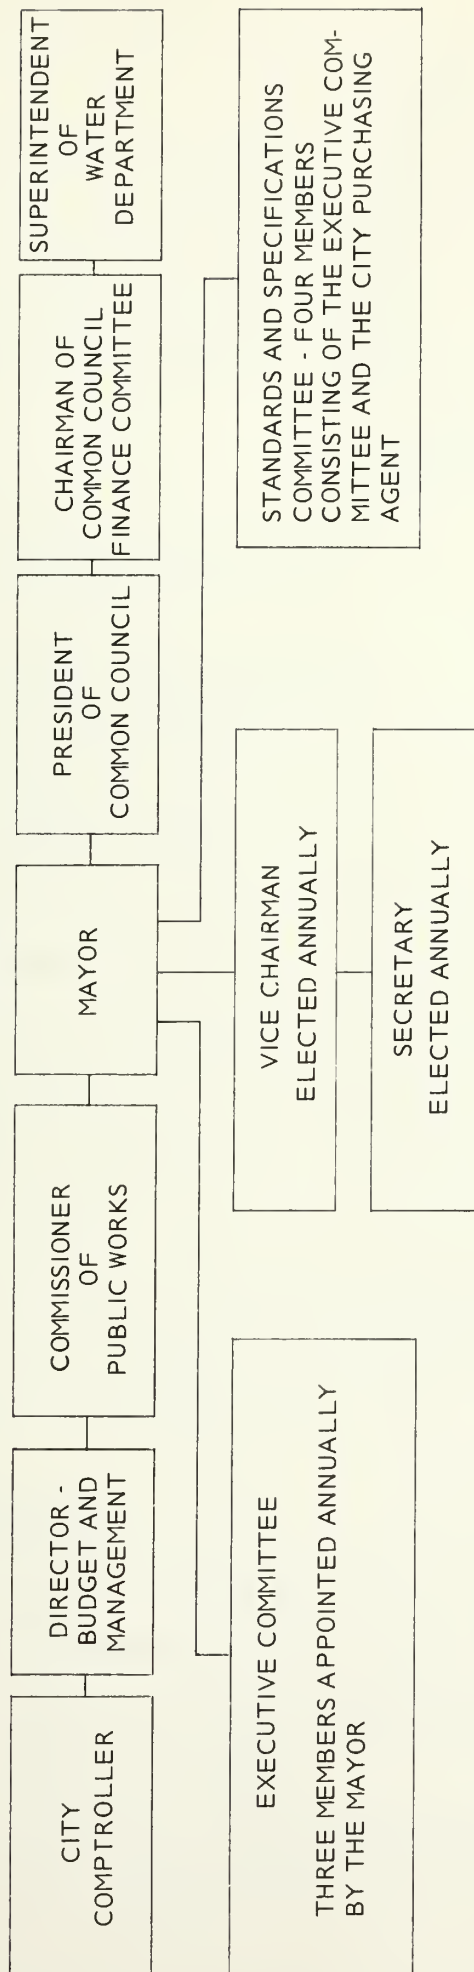 CITY
COMPTROLLER
DIRECTOR -
BUDGET AND
MANAGEMENT
COMMISSIONER
OF
PUBLIC WORKS
MAYOR
PRESIDENT
OF
COMMON COUNCIL
CHAIRMAN OF
COMMON COUNCIL
FINANCE COMMITTEE
SUPERINTENDENT
OF
WATER
DEPARTMENT
EXECUTIVE COMMITTEE
THREE MEMBERS APPOINTED ANNUALLY
BY THE MAYOR
VICE CHAIRMAN
ELECTED ANNUALLY
SECRETARY
ELECTED ANNUALLY
STANDARDS AND SPECIFICATIONS
COMMITTEE - FOUR MEMBERS
CONSISTING OF THE EXECUTIVE COM-
MITTEE AND THE CITY PURCHASING
AGENT